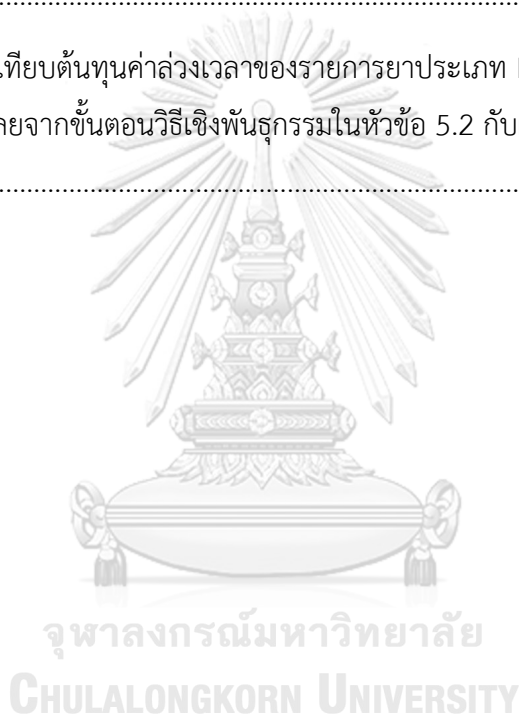 ................................................................................
เทียบต้นทุนค่าล่วงเวลาของรายการยาประเภท
ลยจากขั้นตอนวิธีเชิงพันธุกรรมในหัวข้อ 5.2 กับ
................................................................................
จุฬาลงกรณ์มหาวิทยาลัย
CHULALONGKORN UNIVERSITY